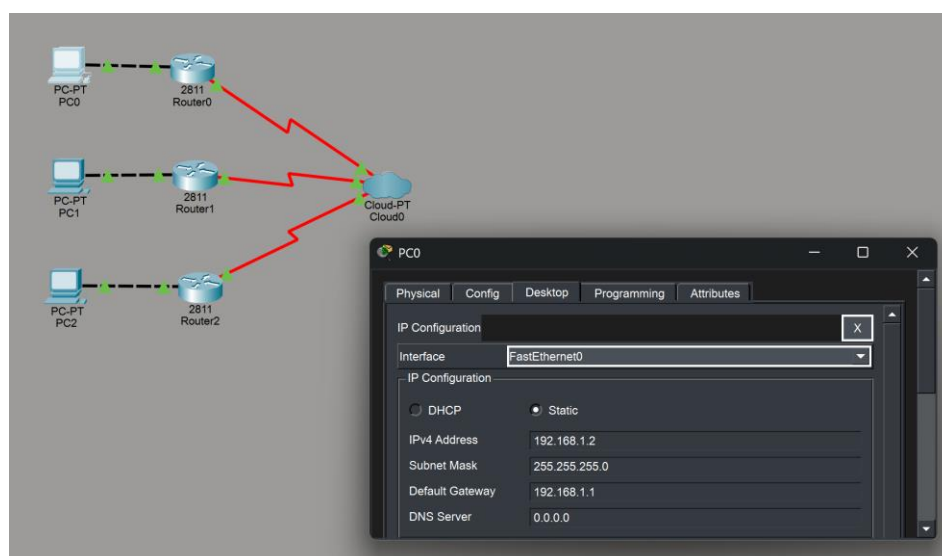 PC-PT
PC0
2811
Router0
PC-PT
PC1
2811
Router1
Cloud-PT
Cloud0
PC-PT
PC2
2811
Router2
PC0
Physical Config Desktop Programming Attributes
IP Configuration X
Interface FastEthernet0
IP Configuration
DHCP Static
IPv4 Address 192.168.1.2
Subnet Mask 255.255.255.0
Default Gateway 192.168.1.1
DNS Server 0.0.0.0